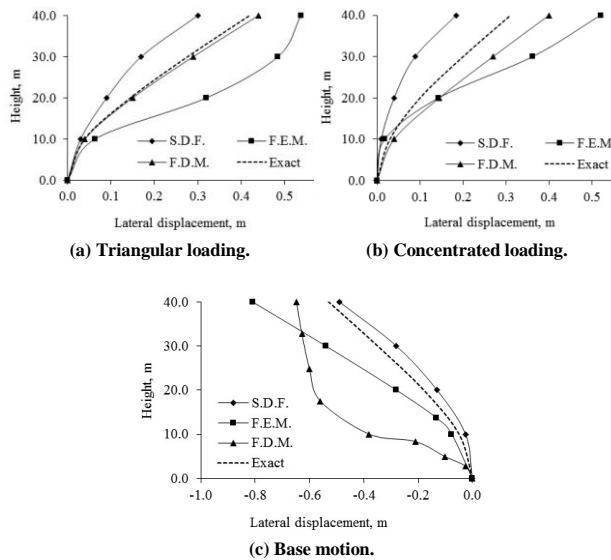 40.0
30.0
20.0
10.0
0.0
Height, m
S.D.F.
F.E.M.
F.D.M.
Exact
0 0.1 0.2 0.3 0.4 0.5
Lateral displacement, m
(a) Triangular loading.
40.0
30.0
20.0
10.0
0.0
Height, m
S.D.F.
F.E.M
F.D.M.
Exact
0 0.1 0.2 0.3 0.4 0.5
Lateral displacement, m
(b) Concentrated loading.
40.0
30.0
20.0
10.0
0.0
Height, m
S.D.F.
F.E.M.
F.D.M.
Exact
-1.0 -0.8 -0.6 -0.4 -0.2 0.0
Lateral displacement, m
(c) Base motion.